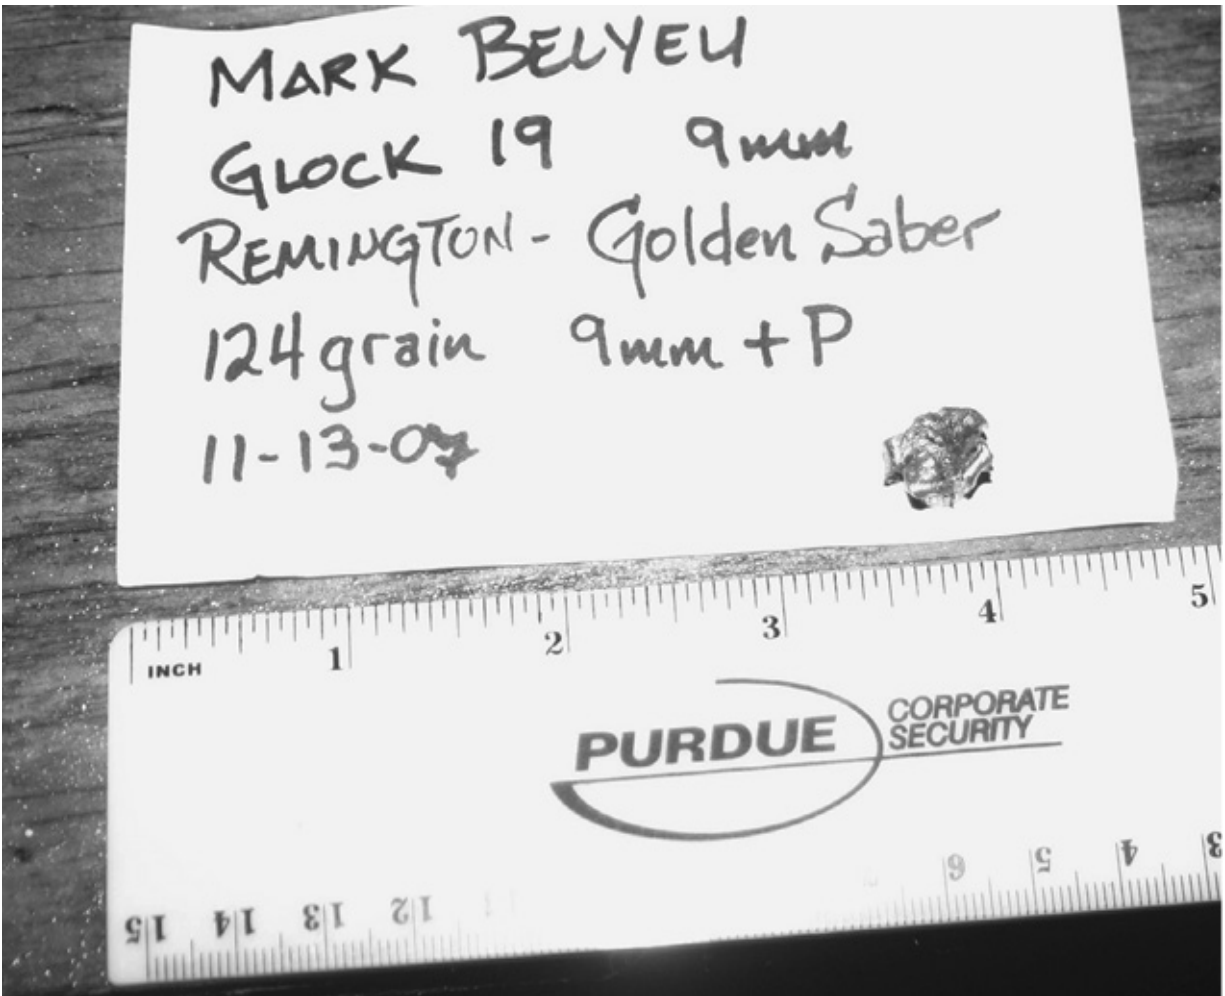 MARK BELYEU
GLOCK 19 9mm
REMINGTON - Golden Saber
124 grain 9mm + P
11-13-07
1 2 3 4 5
INCH
PURDUE CORPORATE
SECURITY
15 14 13 12 6 5 4 3